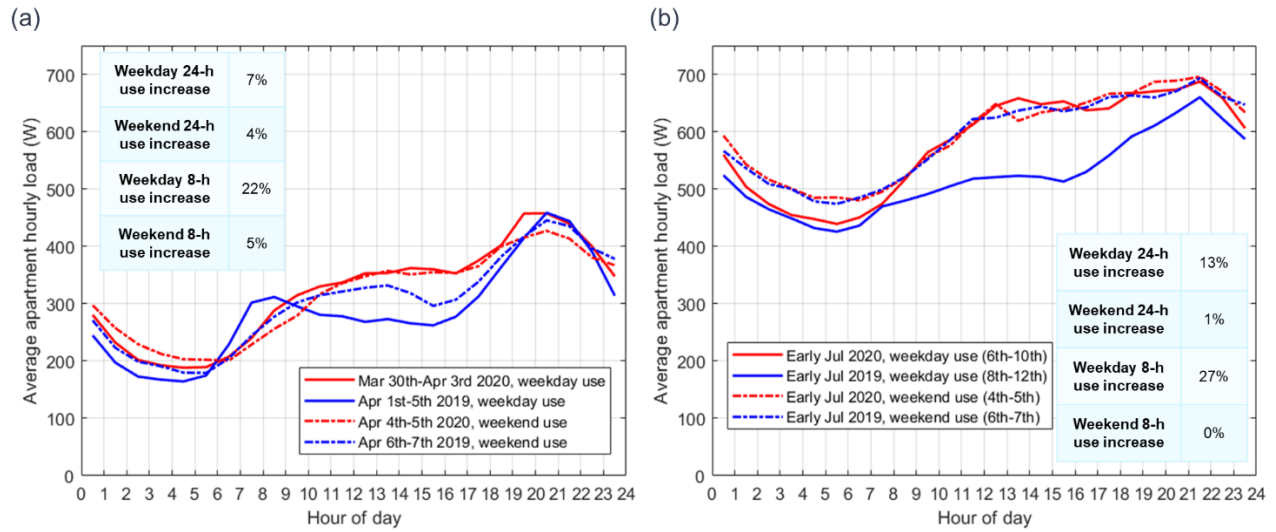 (a)
Average apartment hourly load (W)
700
600
500
400
300
200
100
0
Weekday 24-h
use increase
7%
Weekend 24-h
use increase
4%
Weekday 8-h
use increase
22%
Weekend 8-h
use increase
5%
Mar 30th-Apr 3rd 2020, weekday use
Apr 1st-5th 2019, weekday use
Apr 4th-5th 2020, weekend use
Apr 6th-7th 2019, weekend use
0 1 2 3 4 5 6 7 8 9 10 11 12 13 14 15 16 17 18 19 20 21 22 23 24
Hour of day
(b)
Average apartment hourly load (W)
700
600
500
400
300
200
100
0
Early Jul 2020, weekday use (6th-10th)
Early Jul 2019, weekday use (8th-12th)
Early Jul 2020, weekend use (4th-5th)
Early Jul 2019, weekend use (6th-7th)
Weekday 24-h
use increase
13%
Weekend 24-h
use increase
1%
Weekday 8-h
use increase
27%
Weekend 8-h
use increase
0%
0 1 2 3 4 5 6 7 8 9 10 11 12 13 14 15 16 17 18 19 20 21 22 23 24
Hour of day